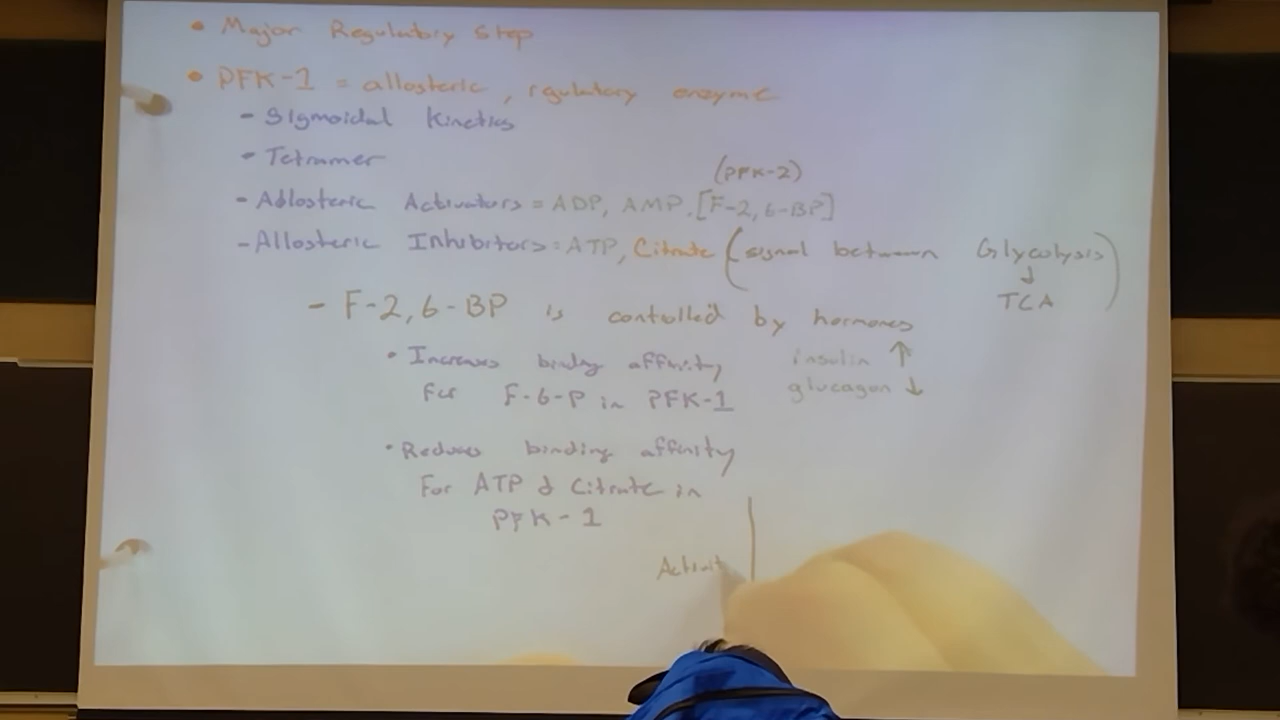 • Major Regulatory Step
• PFK-1 = allosteric, regulatory enzyme
- Sigmoidal Kinetics
- Tetramer
(PFK-2)
- Allosteric Activators = ADP, AMP, [F-2,6-BP]
- Allosteric Inhibitors: ATP, Citrate (signal between Glycolysis
↓
TCA)
- F-2,6-BP is controlled by hormones
• Increases binding affinity insulin ↑
for F-6-P in PFK-1 glucagon ↓
• Reduces binding affinity
For ATP & Citrate in
PFK-1
Activit